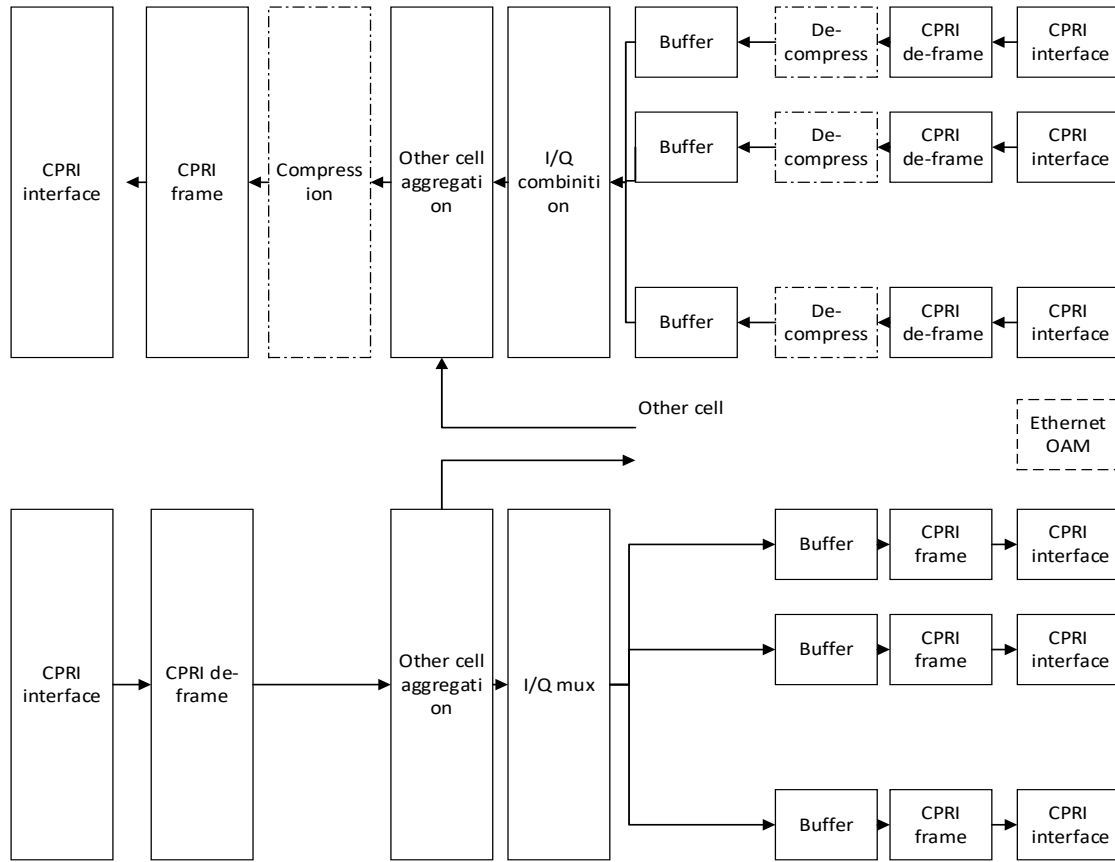 CPRI
interface
CPRI
frame
Compress
ion
Other cell
aggregati
on
I/Q
combiniti
on
Buffer
De-
compress
CPRI
de-frame
CPRI
interface
Buffer
De-
compress
CPRI
de-frame
CPRI
interface
Buffer
De-
compress
CPRI
de-frame
CPRI
interface
Other cell
Ethernet
OAM
CPRI
interface
CPRI de-
frame
Other cell
aggregati
on
I/Q mux
Buffer
CPRI
frame
CPRI
interface
Buffer
CPRI
frame
CPRI
interface
Buffer
CPRI
frame
CPRI
interface